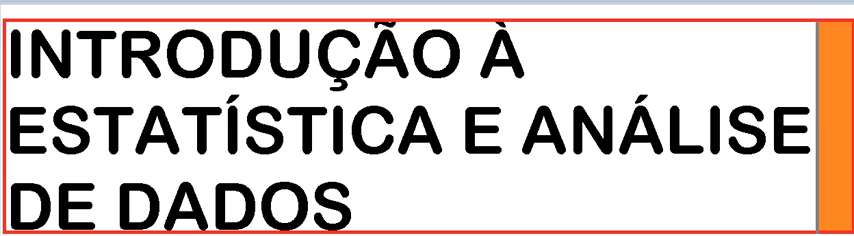 INTRODUÇÃO À
ESTATÍSTICA E ANÁLISE
DE DADOS